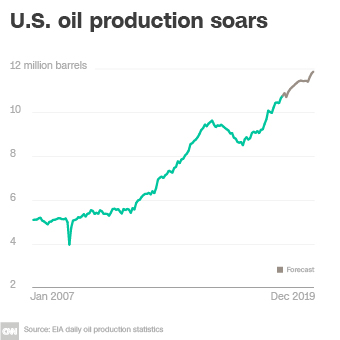 U.S. oil production soars
12 million barrels
10
8
6
4
Forecast
2
Jan 2007 Dec 2019
CNN Source: EIA daily oil production statistics